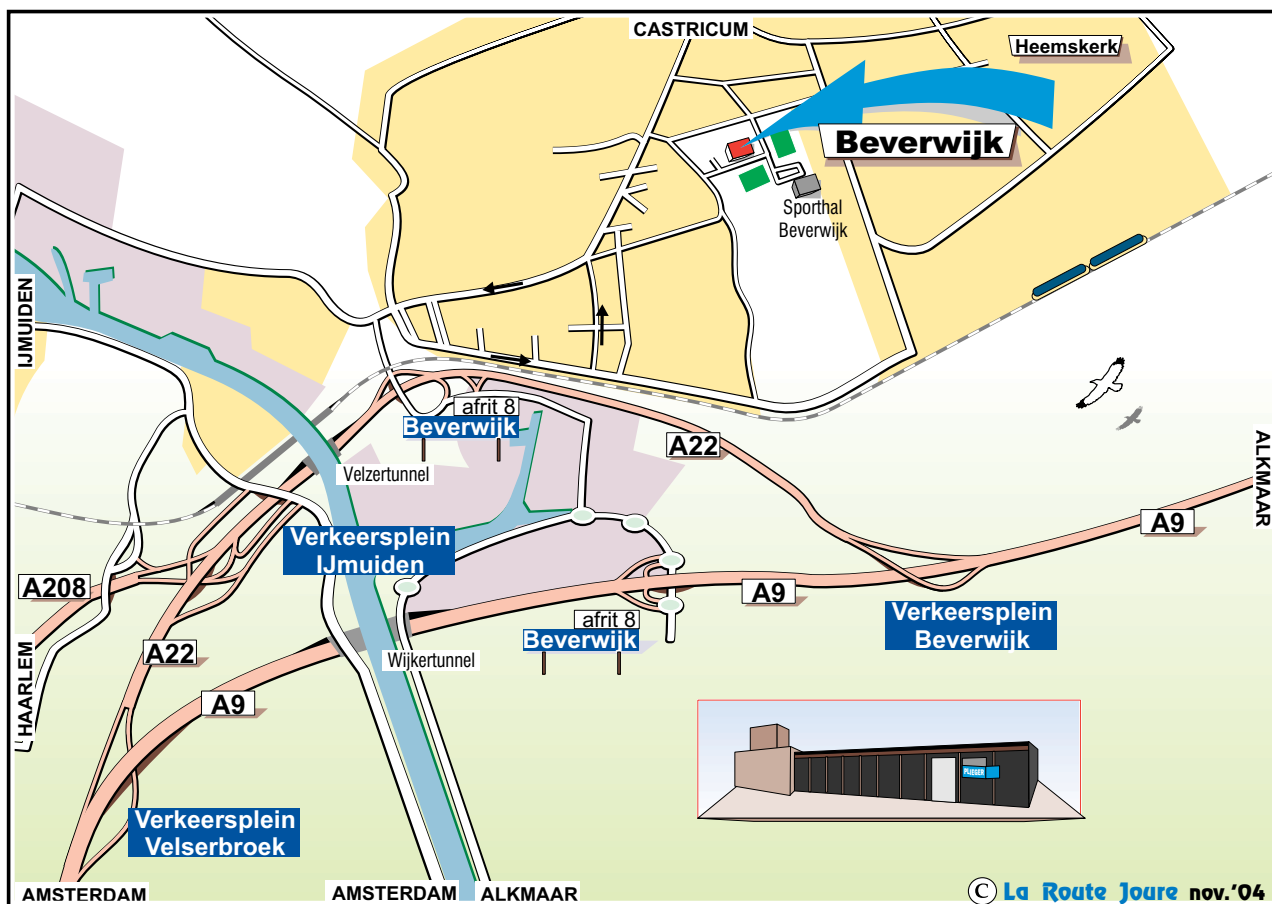 CASTRICUM
Heemskerk
Beverwijk
Sporthal
Beverwijk
IJMUIDEN
afrit 8
Beverwijk
A22
ALKMAAR
Velzertunnel
A9
Verkeersplein
IJmuiden
A208
A9
afrit 8
Beverwijk
Verkeersplein
Beverwijk
A22
Wijkertunnel
HAARLEM
A9
PLIEGER
Verkeersplein
Velserbroek
AMSTERDAM
AMSTERDAM
ALKMAAR
© La Route Joure nov.'04